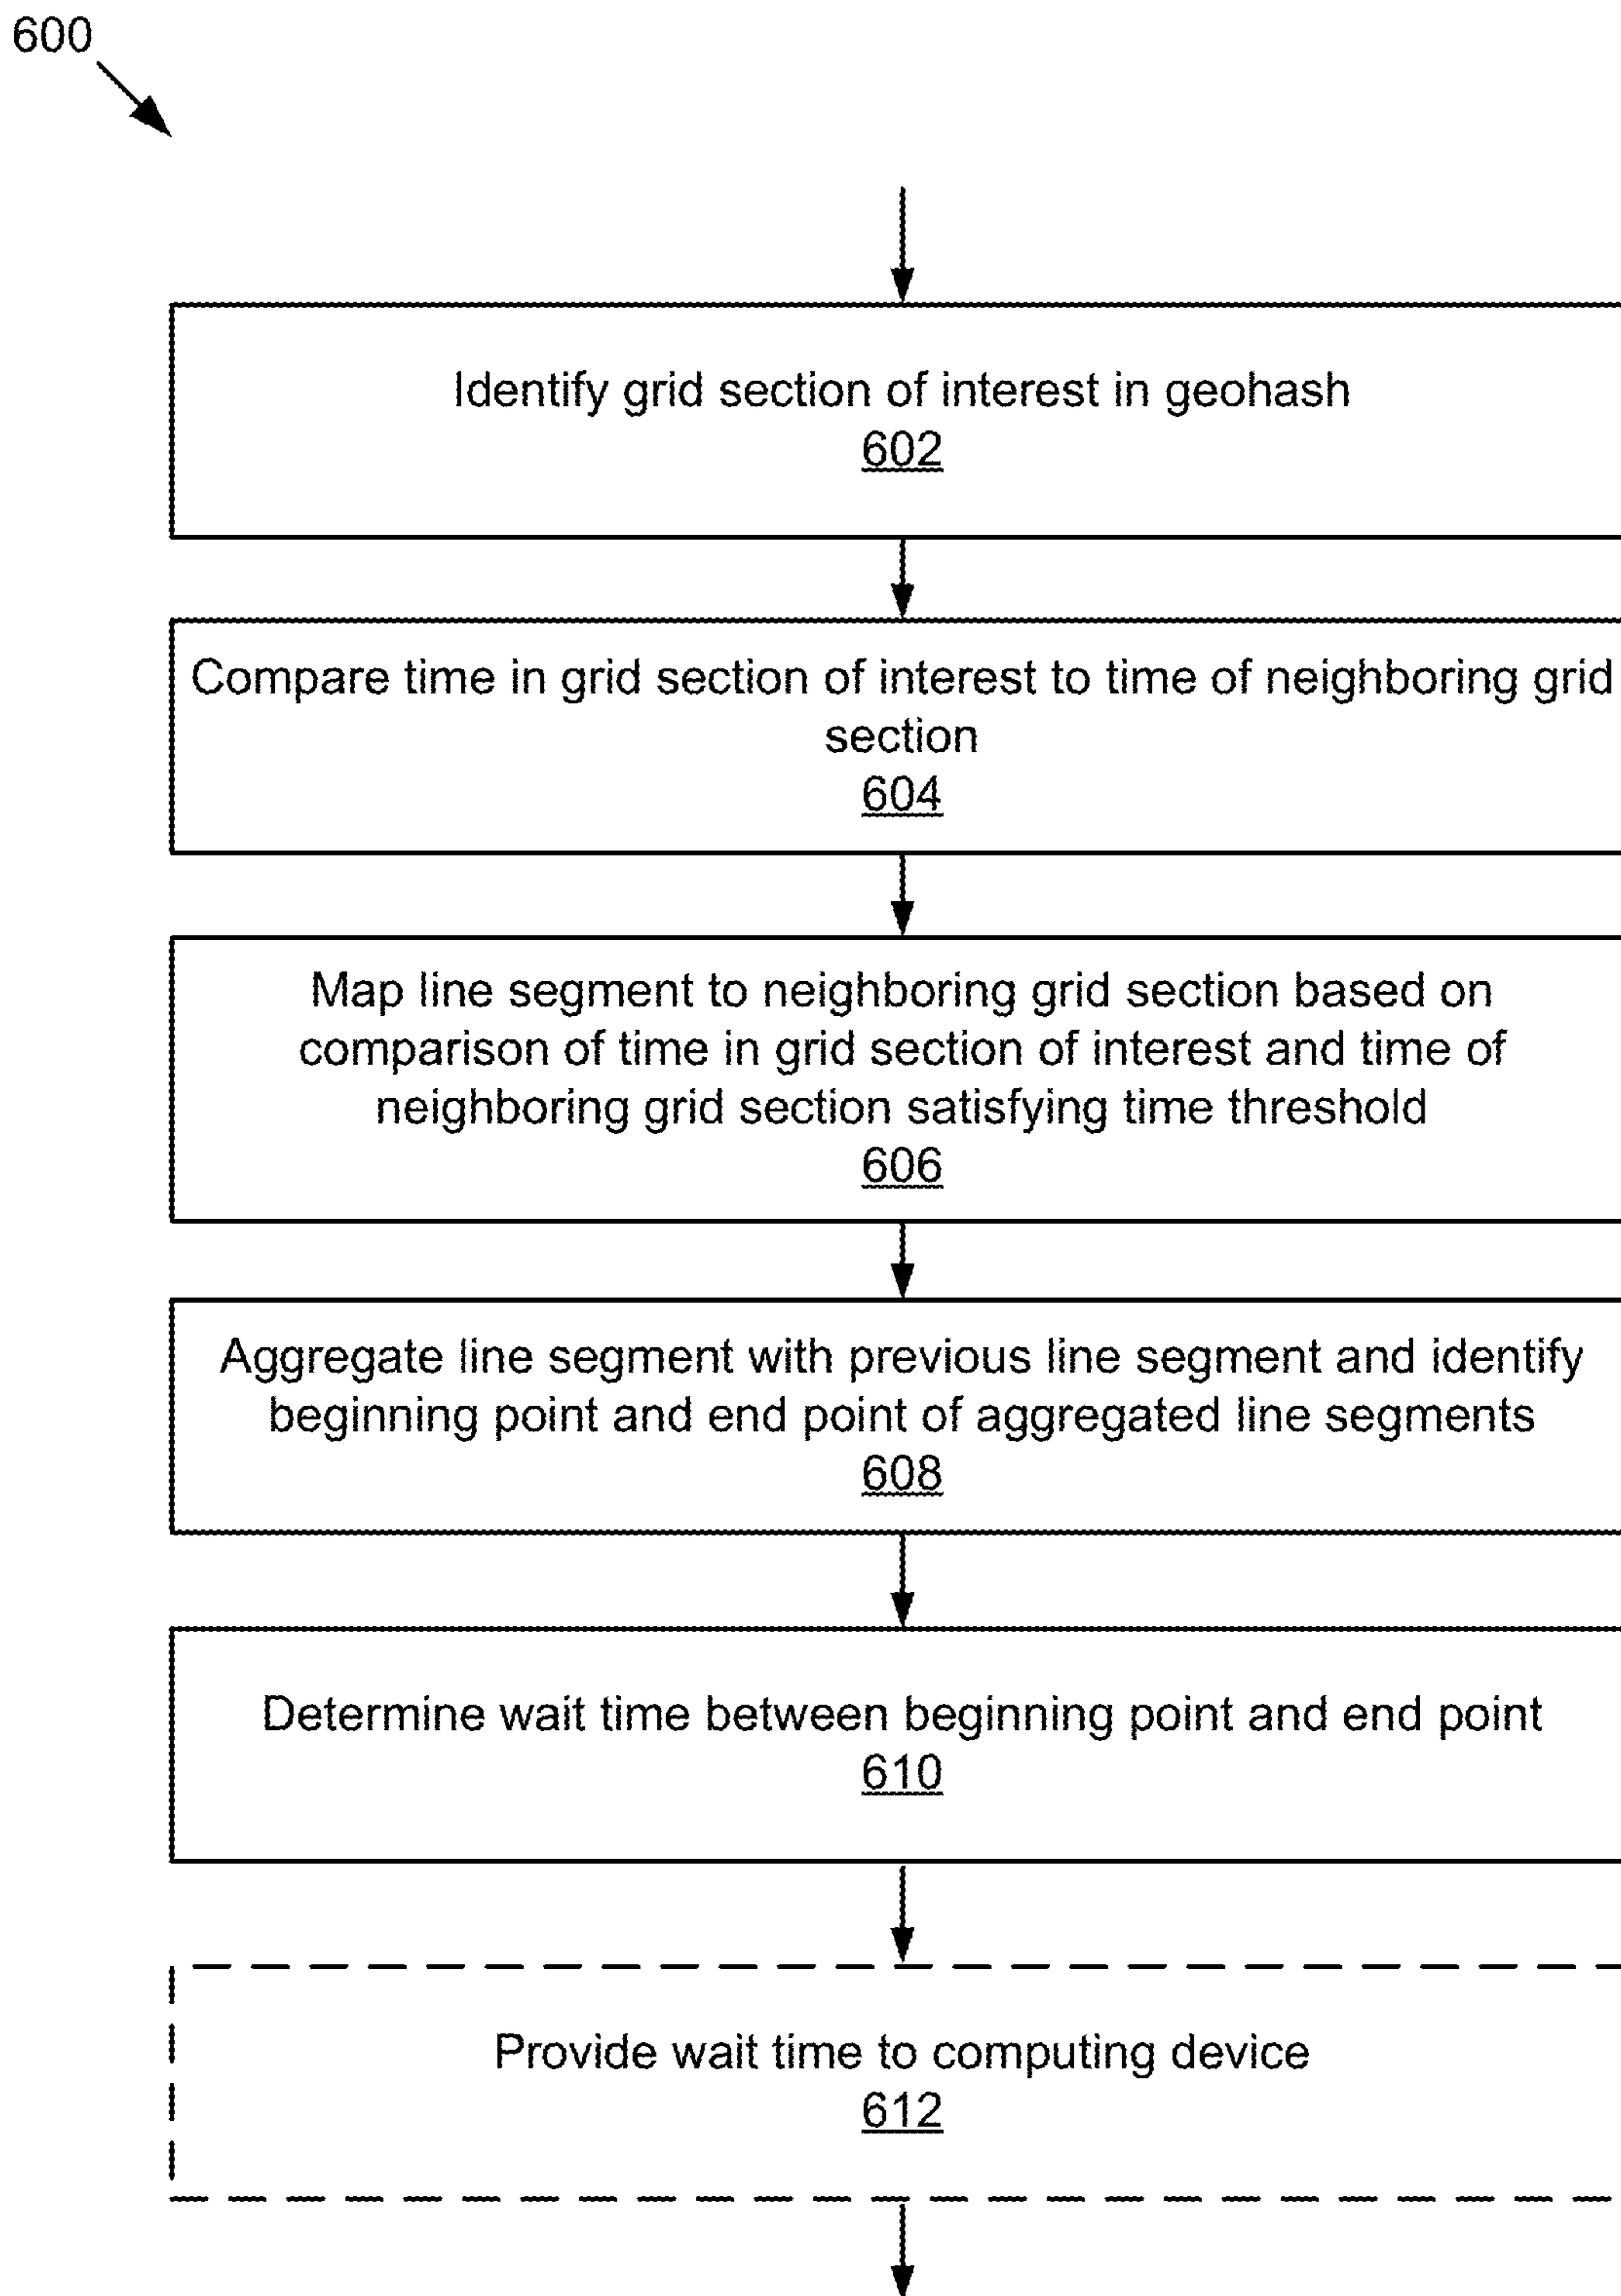 600
Identify grid section of interest in geohash
602
Compare time in grid section of interest to time of neighboring grid
section
604
Map line segment to neighboring grid section based on
comparison of time in grid section of interest and time of
neighboring grid section satisfying time threshold
606
Aggregate line segment with previous line segment and identify
beginning point and end point of aggregated line segments
608
Determine wait time between beginning point and end point
610
Provide wait time to computing device
612